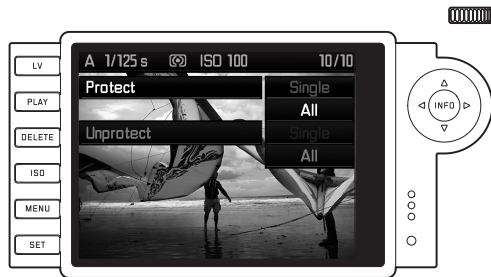 LV
PLAY
DELETE
ISO
MENU
SET
A 1/125 s ISO 100 10/10
Protect Single
All
Unprotect Single
All
INFO